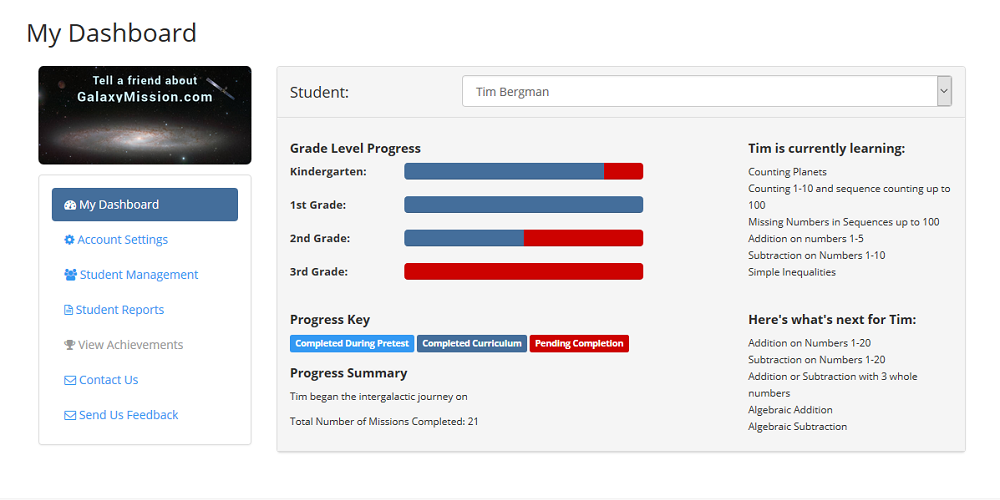 My Dashboard
Tell a friend about
GalaxyMission.com
My Dashboard
Account Settings
Student Management
Student Reports
View Achievements
Contact Us
Send Us Feedback
Student:
Tim Bergman
Grade Level Progress
Kindergarten:
1st Grade:
2nd Grade:
3rd Grade:
Progress Key
Completed During Pretest
Completed Curriculum
Pending Completion
Progress Summary
Tim began the intergalactic journey on
Total Number of Missions Completed: 21
Tim is currently learning:
Counting Planets
Counting 1-10 and sequence counting up to
100
Missing Numbers in Sequences up to 100
Addition on numbers 1-5
Subtraction on Numbers 1-10
Simple Inequalities
Here's what's next for Tim:
Addition on Numbers 1-20
Subtraction on Numbers 1-20
Addition or Subtraction with 3 whole
numbers
Algebraic Addition
Algebraic Subtraction